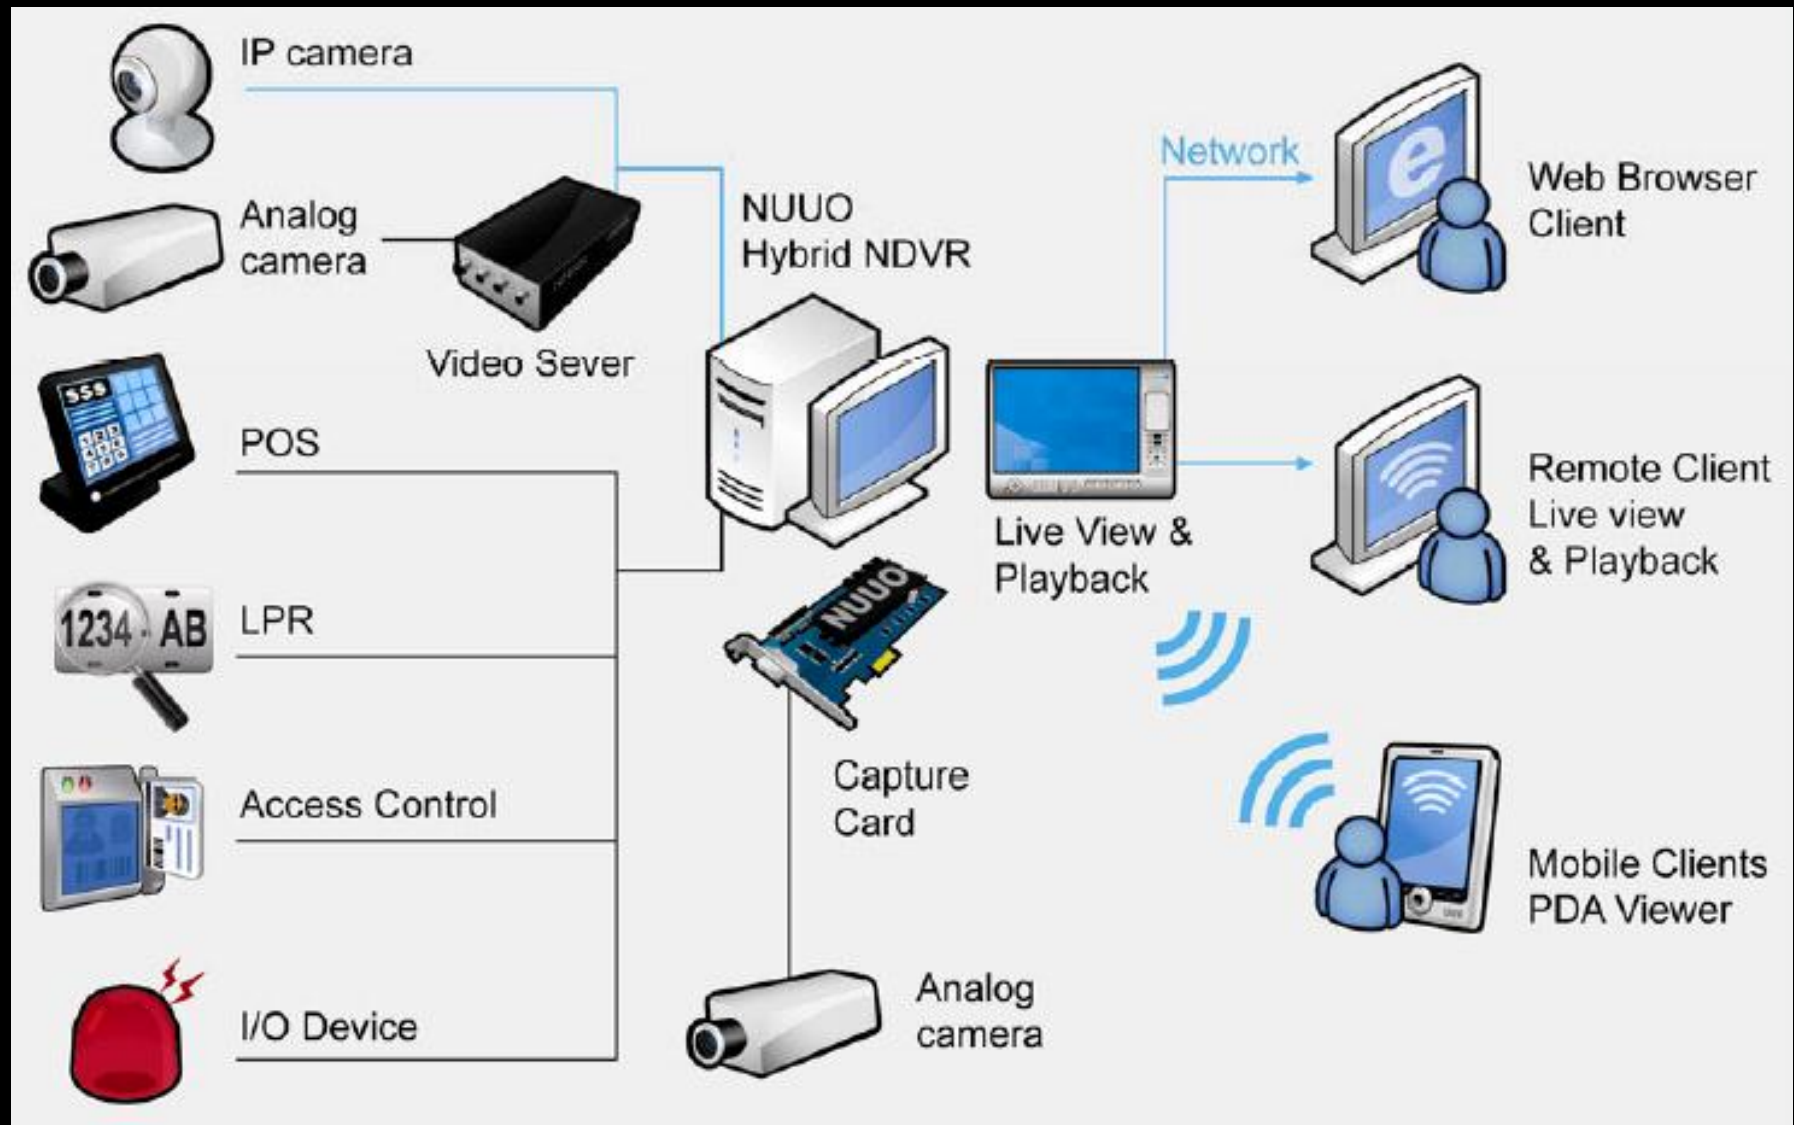 IP camera
Analog
camera
Video Sever
NUUO
Hybrid NDVR
Network
e
Web Browser
Client
SSS
POS
Live View &
Playback
Remote Client
Live view
& Playback
1234
AB
LPR
NUUO
Capture
Card
Access Control
Mobile Clients
PDA Viewer
I/O Device
Analog
camera